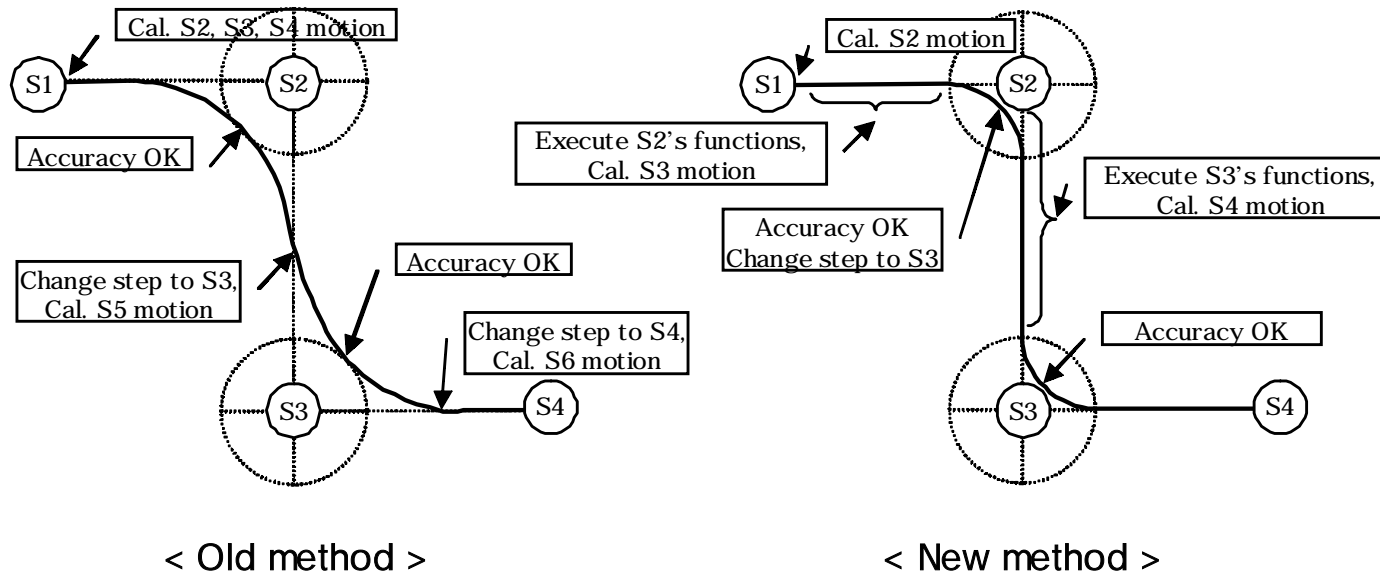 Cal. S2, S3, S4 motion
S1
S2
Accuracy OK
Change step to S3,
Cal. S5 motion
Accuracy OK
Change step to S4,
Cal. S6 motion
S3
S4
< Old method >
Cal. S2 motion
S1
S2
Execute S2’s functions,
Cal. S3 motion
Execute S3’s functions,
Cal. S4 motion
Accuracy OK
Change step to S3
Accuracy OK
S3
S4
< New method >